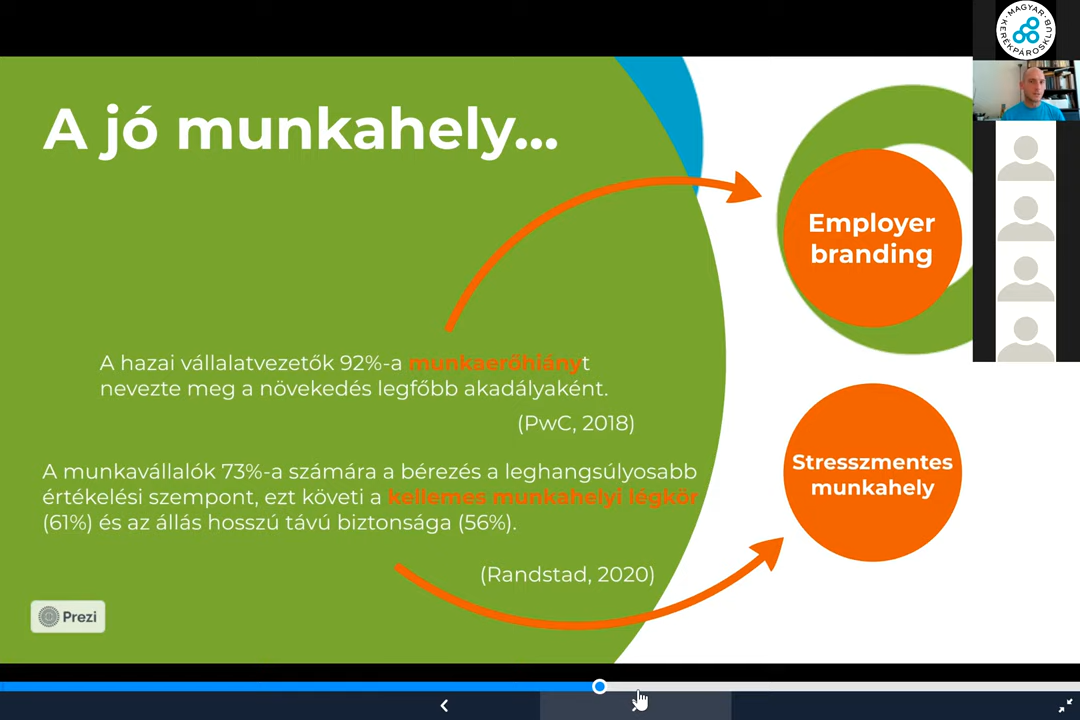 MAGYAR
KERÉKPÁROSKLUB
A jó munkahely...
Employer
branding
A hazai vállalatvezetők 92%-a munkaerőhiányt
nevezte meg a növekedés legfőbb akadályaként.
(PwC, 2018)
A munkavállalók 73%-a számára a bérezés a leghangsúlyosabb
értékelési szempont, ezt követi a kellemes munkahelyi légkör
(61%) és az állás hosszú távú biztonsága (56%).
(Randstad, 2020)
Stresszmentes
munkahely
Prezi